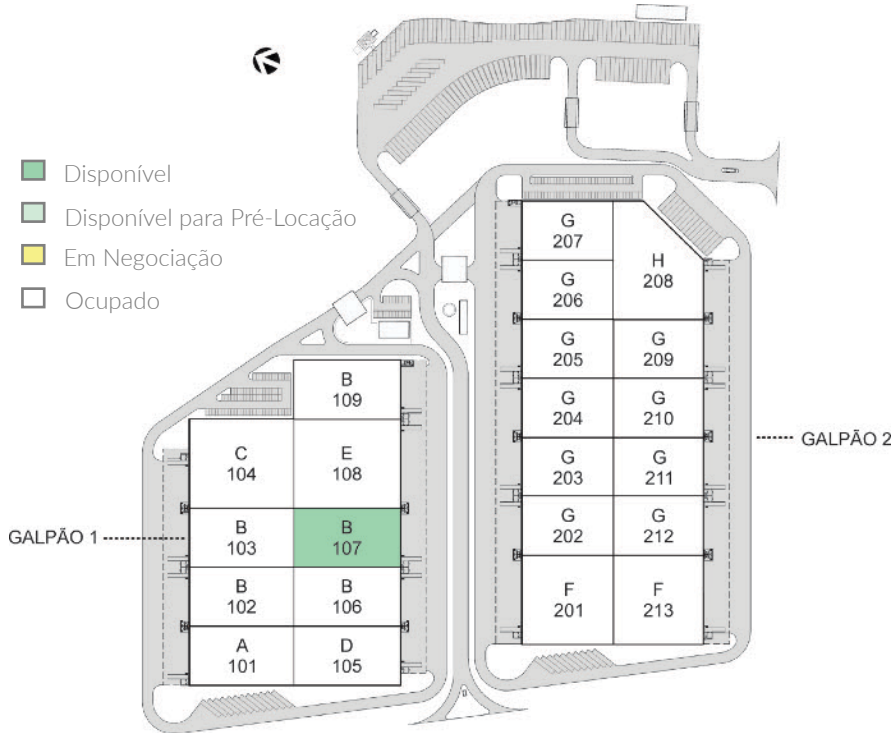 Disponível
Disponível para Pré-Locação
Em Negociação
Ocupado
GALPÃO 1
B
109
C
104
E
108
B
103
B
107
B
102
B
106
A
101
D
105
GALPÃO 2
G
207
H
208
G
206
G
205
G
209
G
204
G
210
G
203
G
211
G
202
G
212
F
201
F
213